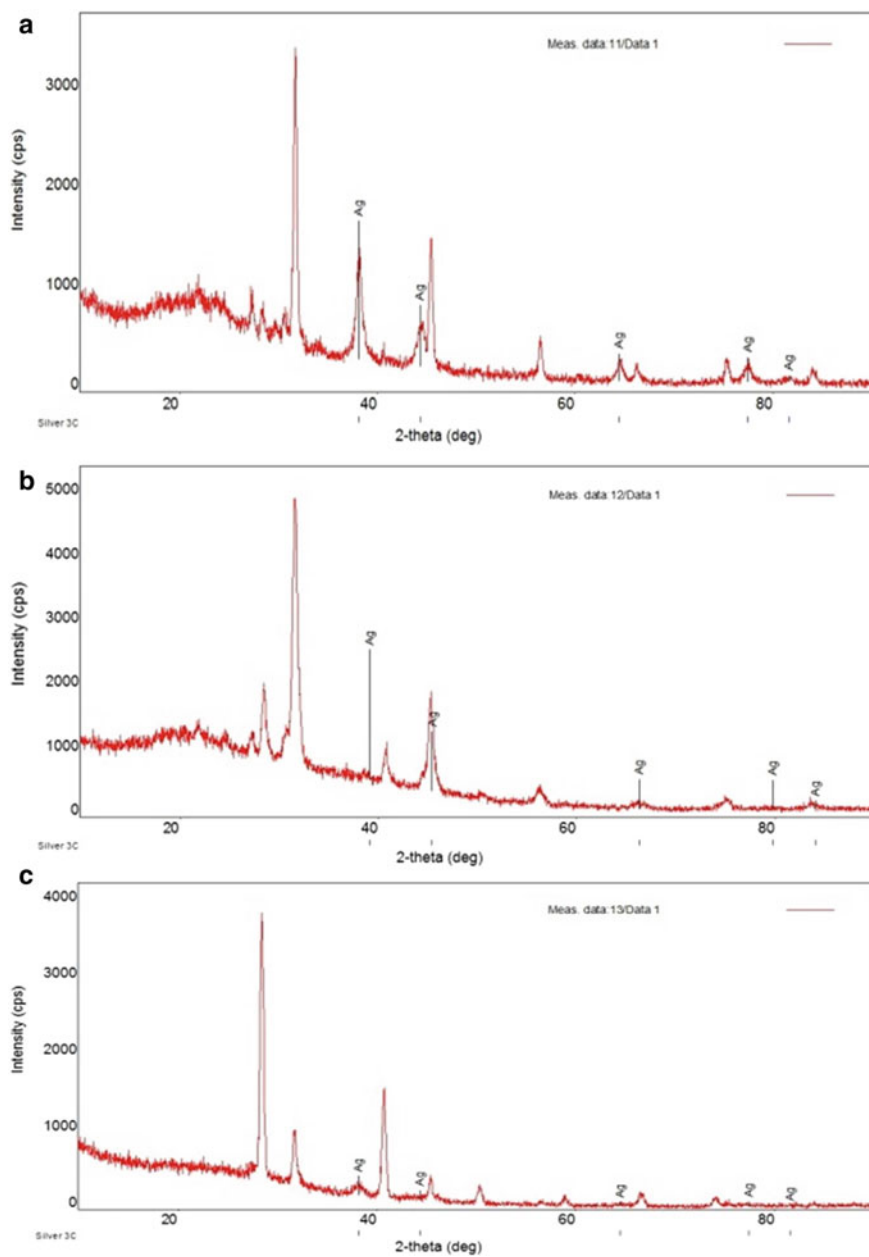 a
Meas. data:11/Data 1
Intensity (cps)
3000
2000
1000
0
Ag
Ag
Ag
Ag
Ag
20
40
60
80
Silver 3C
2-theta (deg)
b
Meas. data:12/Data 1
Intensity (cps)
5000
4000
3000
2000
1000
0
Ag
Ag
Ag
Ag
Ag
20
40
60
80
Silver 3C
2-theta (deg)
c
Meas. data:13/Data 1
Intensity (cps)
4000
3000
2000
1000
0
Ag
Ag
Ag
Ag
Ag
20
40
60
80
Silver 3C
2-theta (deg)